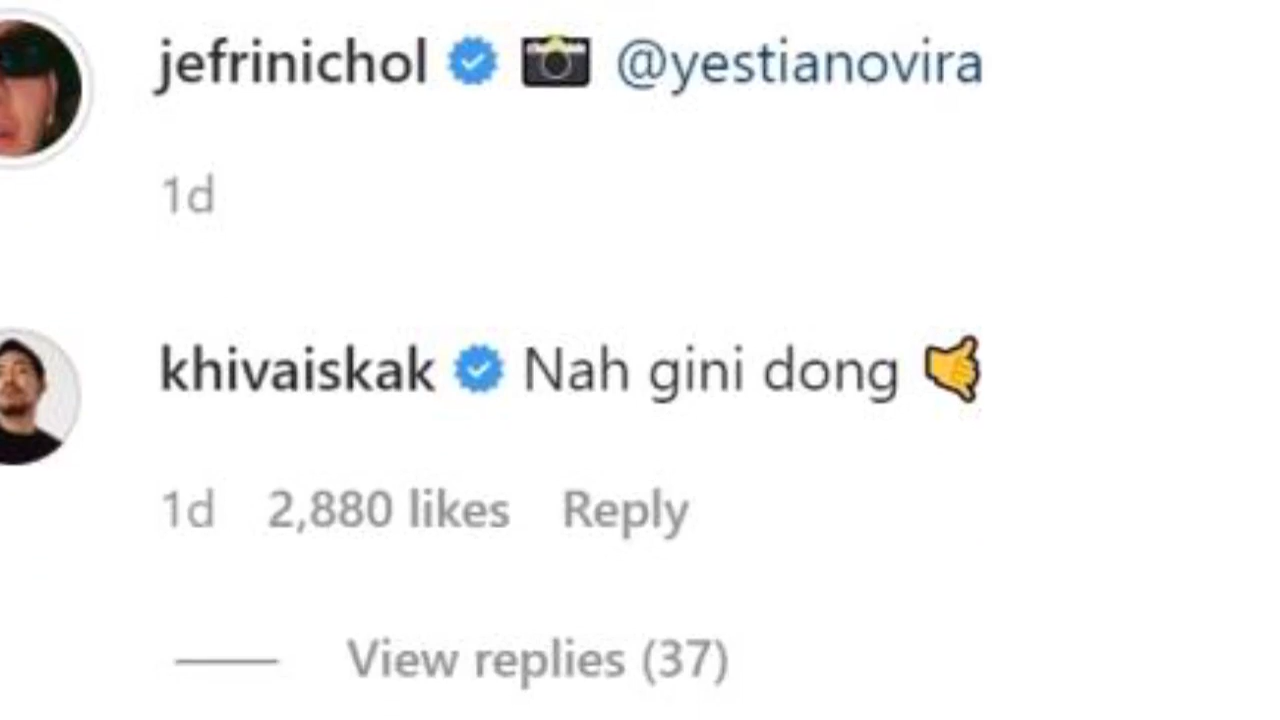 jefrinichol 📷 @yestianovira
1d
khivaiskak Nah gini dong 🤙
1d 2,880 likes Reply
View replies (37)